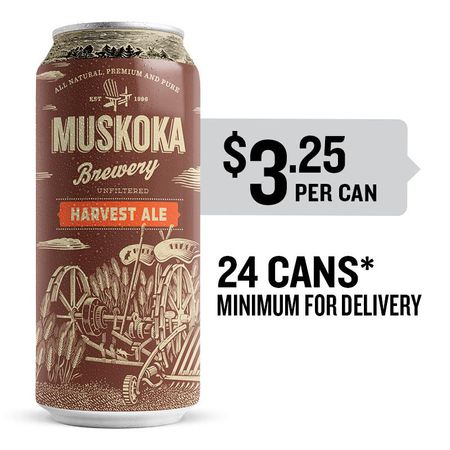 ALL NATURAL, PREMIUM AND PURE
EST 1996
MUSKOKA
Brewery
UNFILTERED
HARVEST ALE
$3.25
PER CAN
24 CANS*
MINIMUM FOR DELIVERY